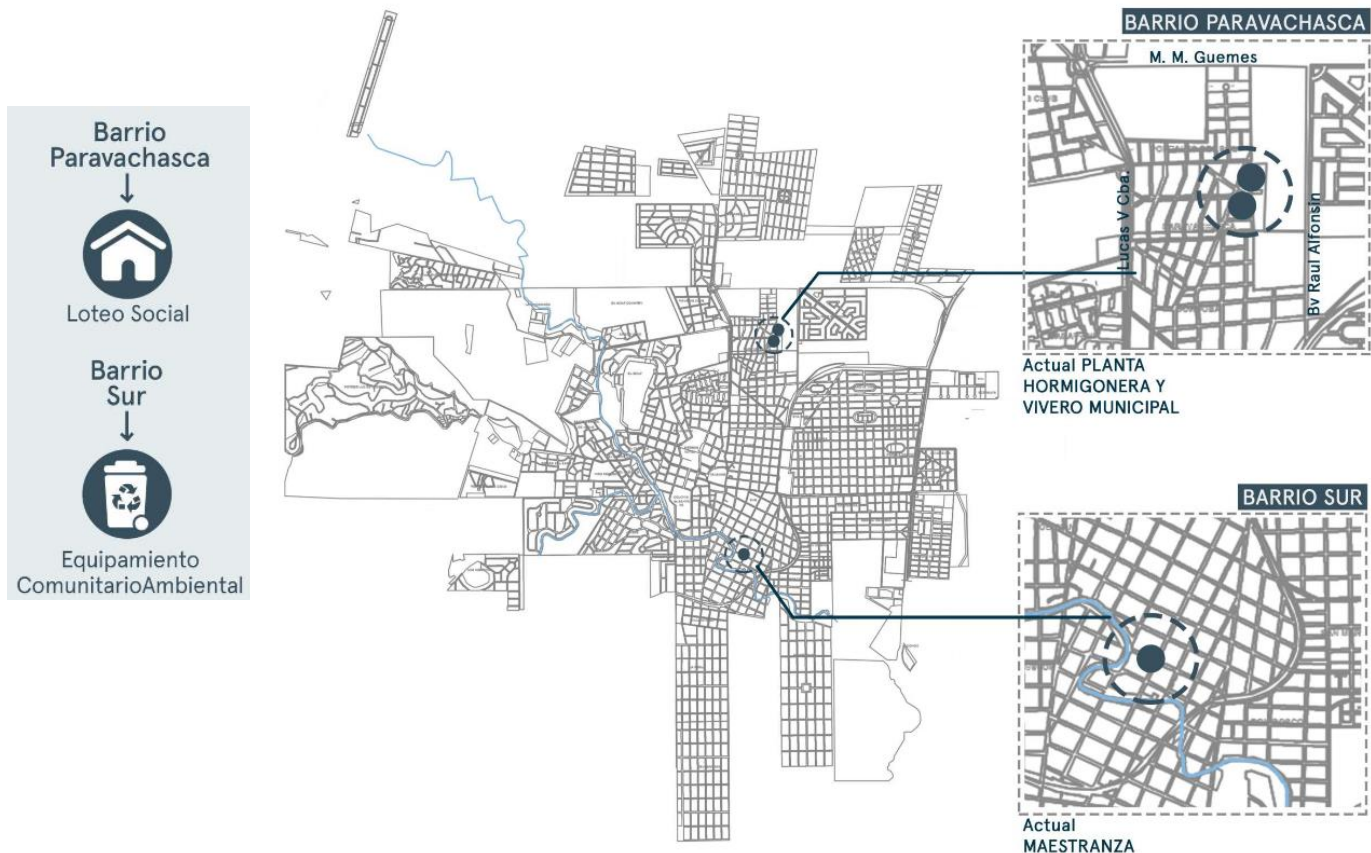 Barrio
Paravachasca
Loteo Social
Barrio
Sur
Equipamiento
ComunitarioAmbiental
BARRIO PARAVACHASCA
M. M. Guemes
Lucas V Cba.
Bv Raul Alfonsin
Actual PLANTA
HORMIGONERA Y
VIVERO MUNICIPAL
BARRIO SUR
Actual
MAESTRANZA